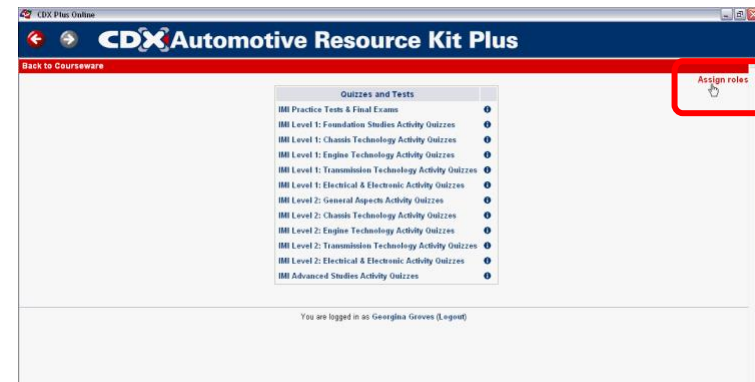 CDX Plus Online
CDX Automotive Resource Kit Plus
Back to Courseware
Assign roles
Quizzes and Tests
IMI Practice Tests & Final Exams
IMI Level 1: Foundation Studies Activity Quizzes
IMI Level 1: Chassis Technology Activity Quizzes
IMI Level 1: Engine Technology Activity Quizzes
IMI Level 1: Transmission Technology Activity Quizzes
IMI Level 1: Electrical & Electronic Activity Quizzes
IMI Level 2: General Aspects Activity Quizzes
IMI Level 2: Chassis Technology Activity Quizzes
IMI Level 2: Engine Technology Activity Quizzes
IMI Level 2: Transmission Technology Activity Quizzes
IMI Level 2: Electrical & Electronic Activity Quizzes
IMI Advanced Studies Activity Quizzes
You are logged in as Georgina Groves (Logout)